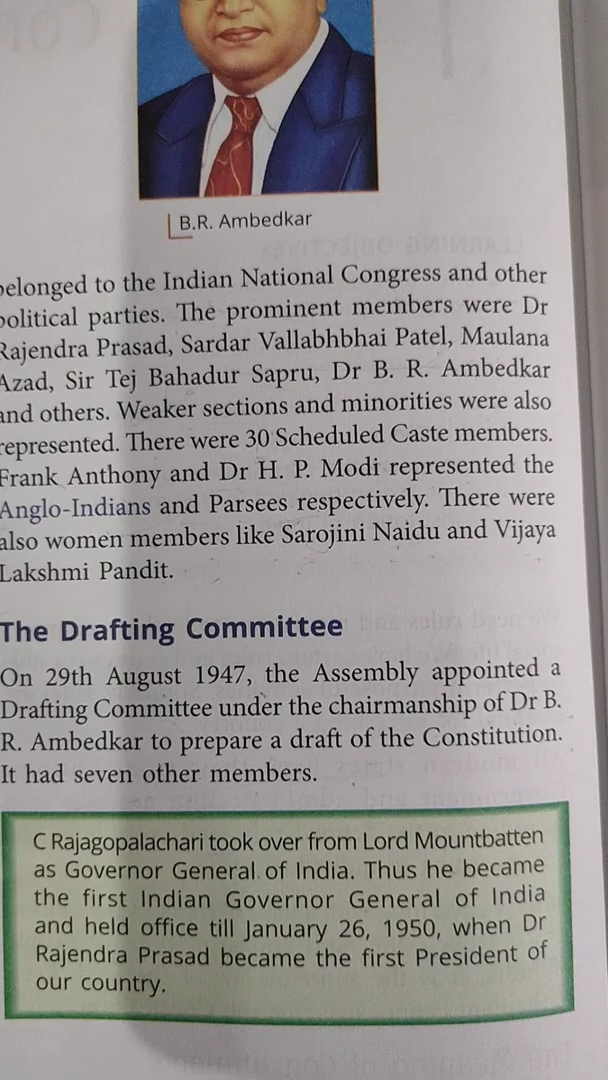 B.R. Ambedkar
belonged to the Indian National Congress and other
political parties. The prominent members were Dr
Rajendra Prasad, Sardar Vallabhbhai Patel, Maulana
Azad, Sir Tej Bahadur Sapru, Dr B. R. Ambedkar
and others. Weaker sections and minorities were also
represented. There were 30 Scheduled Caste members.
Frank Anthony and Dr H. P. Modi represented the
Anglo-Indians and Parsees respectively. There were
also women members like Sarojini Naidu and Vijaya
Lakshmi Pandit.
The Drafting Committee
On 29th August 1947, the Assembly appointed a
Drafting Committee under the chairmanship of Dr B.
R. Ambedkar to prepare a draft of the Constitution.
It had seven other members.
C Rajagopalachari took over from Lord Mountbatten
as Governor General of India. Thus he became
the first Indian Governor General of India
and held office till January 26, 1950, when Dr
Rajendra Prasad became the first President of
our country.